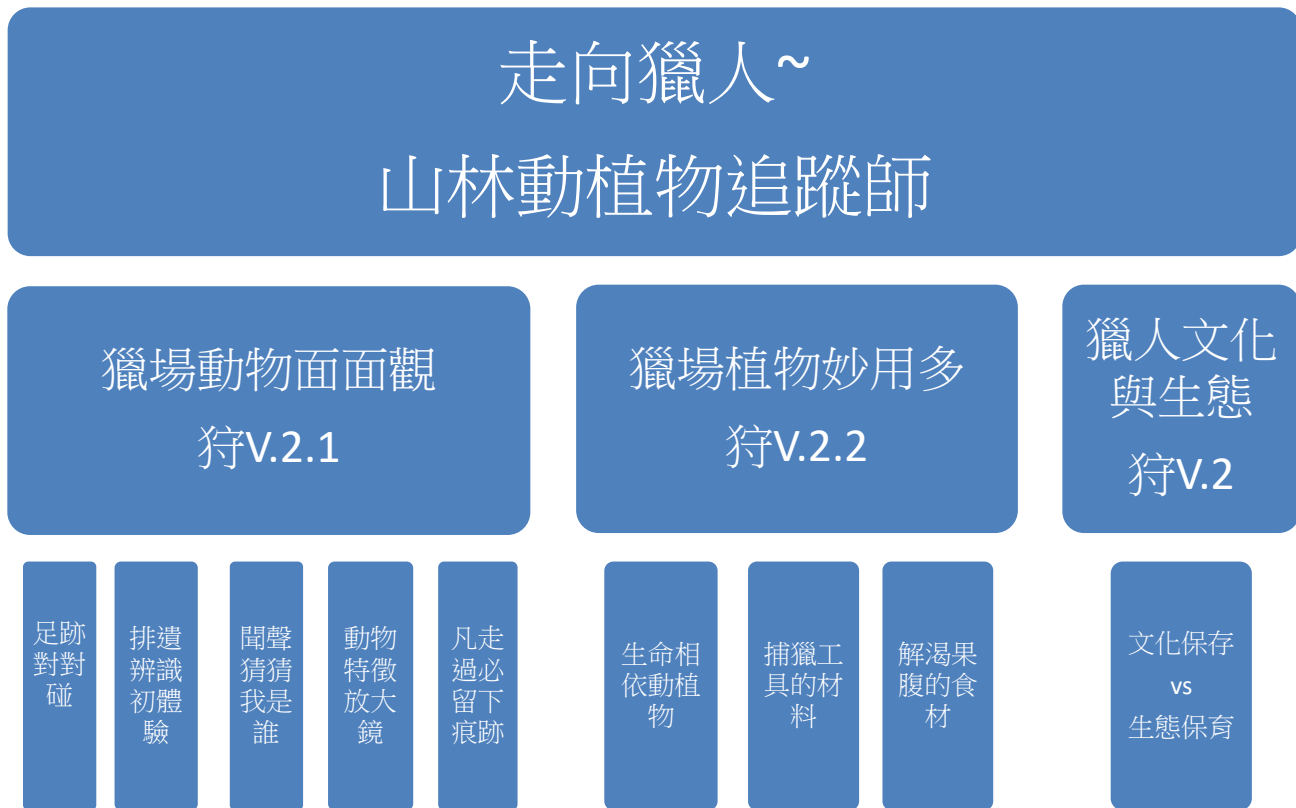 走向獵人~
山林動植物追蹤師
獵場動物面面觀
狩V.2.1
獵場植物妙用多
狩V.2.2
獵人文化
與生態
狩V.2
足跡
對對
碰
排遺
辨識
初體
驗
聞聲
猜猜
我是
誰
動物
特徵
放大
鏡
凡走
過必
留下
痕跡
生命相
依動植
物
捕獵工
具的材
料
解渴果
腹的食
材
文化保存
vs
生態保育